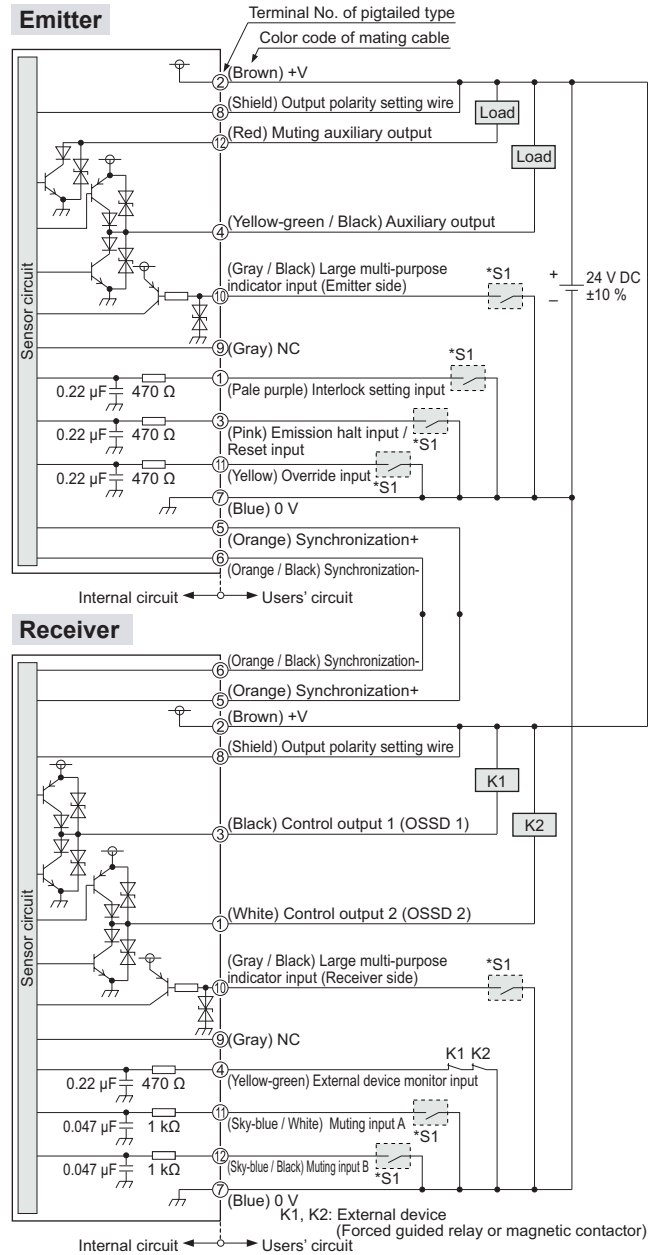 Emitter
Terminal No. of pigtailed type
Color code of mating cable
2 (Brown) +V
8 (Shield) Output polarity setting wire
Load
12 (Red) Muting auxiliary output
Load
4 (Yellow-green / Black) Auxiliary output
(Gray / Black) Large multi-purpose
indicator input (Emitter side)
10
*S1
+
–
24 V DC
±10 %
Sensor circuit
9 (Gray) NC
*S1
1
0.22 µF 470 Ω
(Pale purple) Interlock setting input
3
0.22 µF 470 Ω
(Pink) Emission halt input /
Reset input
*S1
11
0.22 µF 470 Ω
(Yellow) Override input
*S1
7
(Blue) 0 V
5
(Orange) Synchronization+
6
(Orange / Black) Synchronization-
Internal circuit Users' circuit
Receiver
(Orange / Black) Synchronization-
6
(Orange) Synchronization+
5
(Brown) +V
2
(Shield) Output polarity setting wire
8
K1
3 (Black) Control output 1 (OSSD 1)
K2
1 (White) Control output 2 (OSSD 2)
Sensor circuit
(Gray / Black) Large multi-purpose
indicator input (Receiver side)
10
*S1
9 (Gray) NC
K1 K2
4
0.22 µF 470 Ω
(Yellow-green) External device monitor input
11
0.047 µF 1 kΩ
(Sky-blue / White) Muting input A
*S1
12
0.047 µF 1 kΩ
(Sky-blue / Black) Muting input B
*S1
7
(Blue) 0 V
K1, K2: External device
(Forced guided relay or magnetic contactor)
Internal circuit Users' circuit